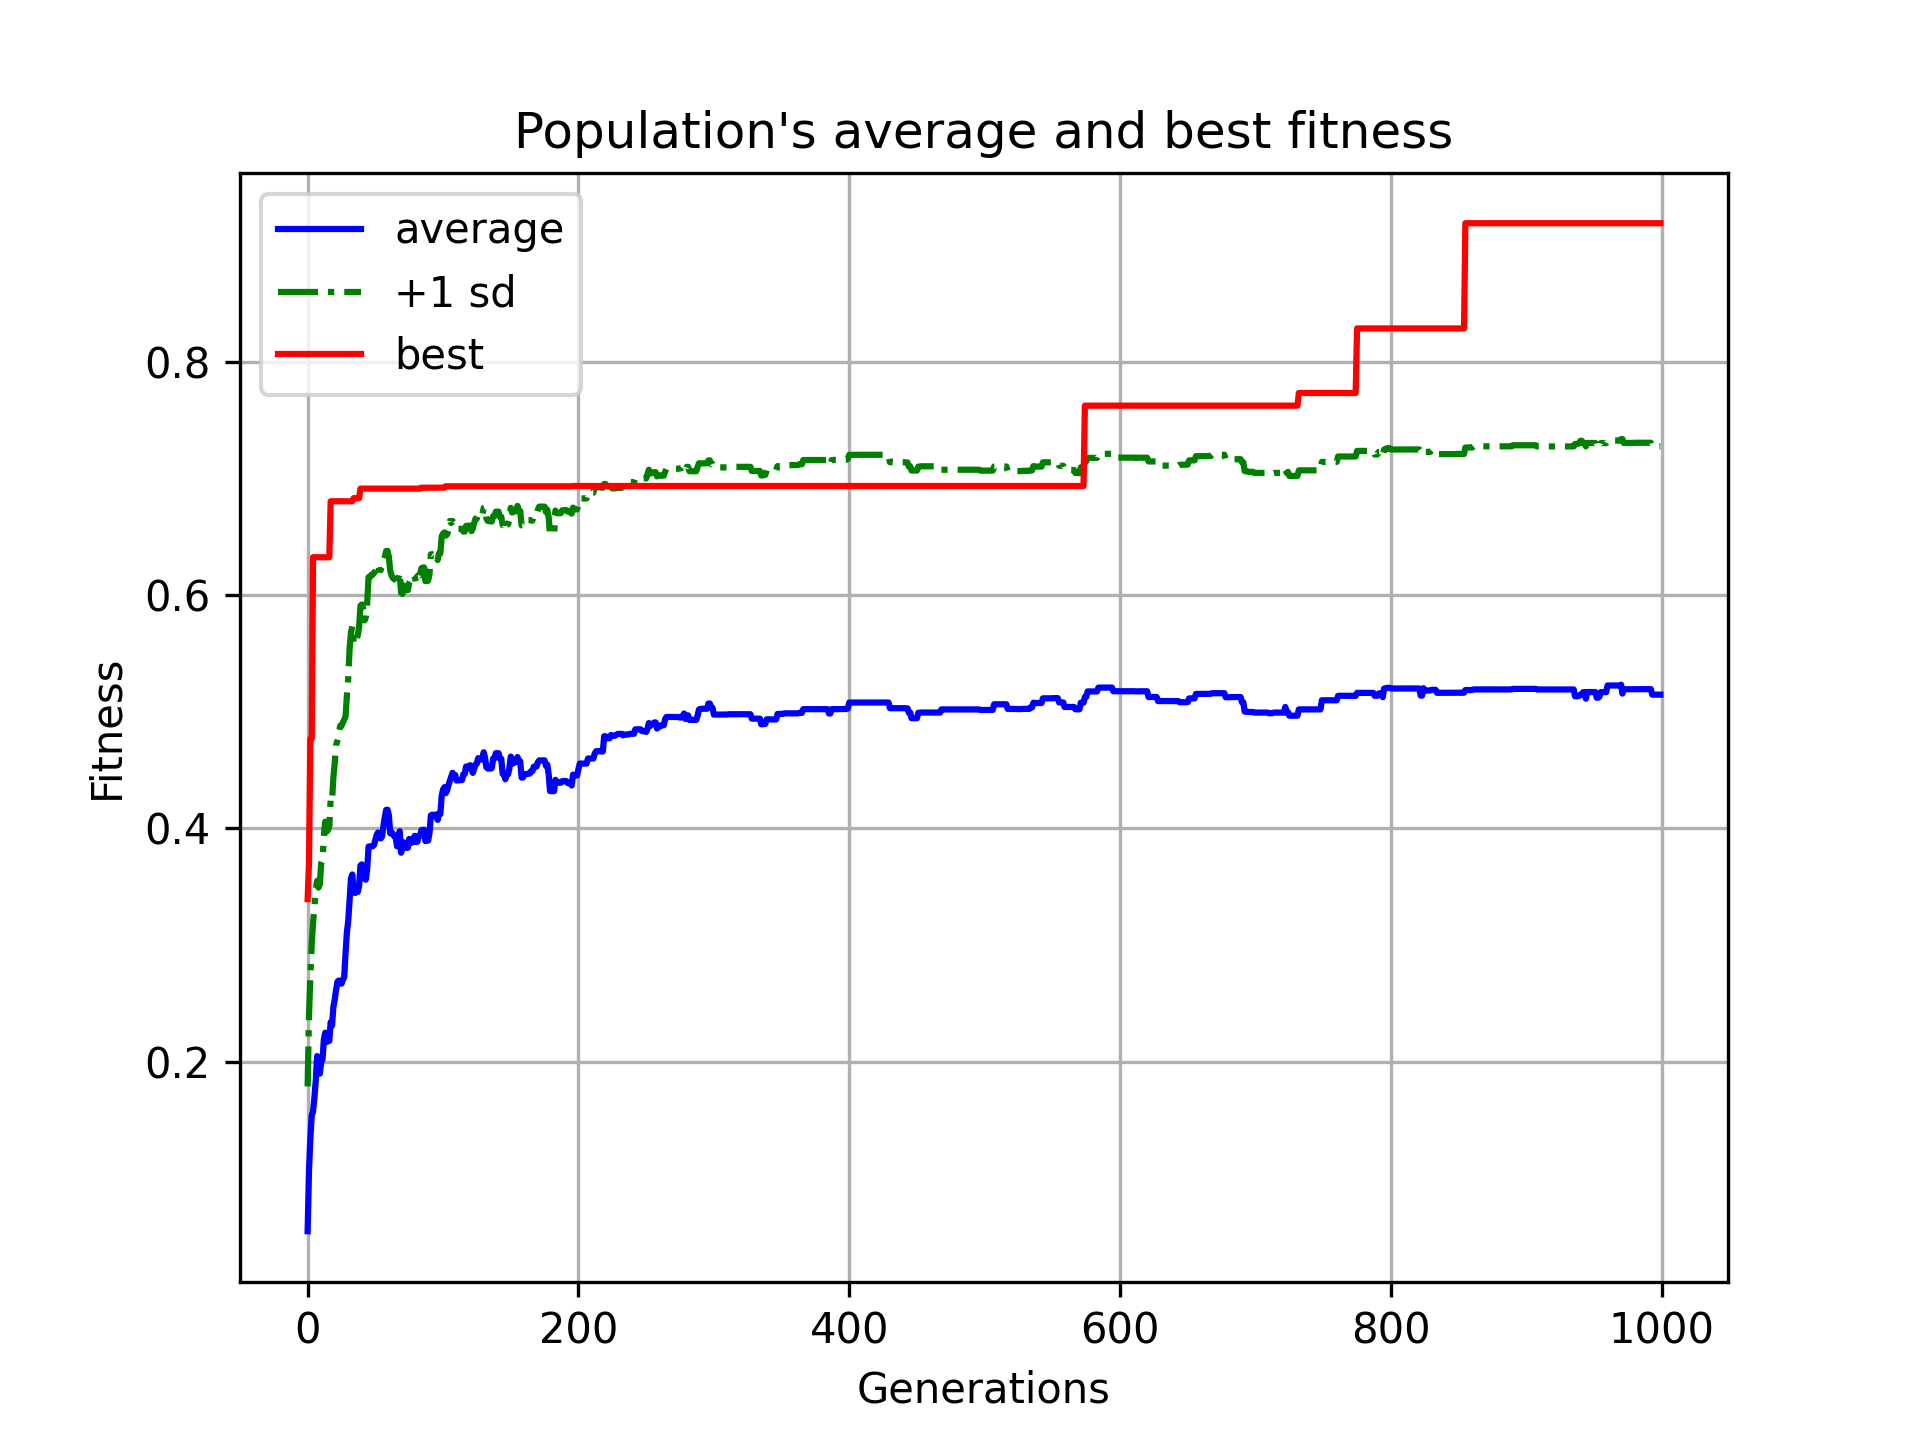 Population's average and best fitness
average
+1 sd
best
Fitness
0.8
0.6
0.4
0.2
0 200 400 600 800 1000
Generations